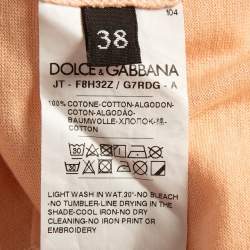 104
38
DOLCE & GABBANA
JT - F8H32Z / G7RDG - A
100% COTONE-COTTON-ALGODON-
COTON-ALGODÃO-
BAUMWOLLE-ХЛОПОК-棉-
COTTON
30
LIGHT WASH IN WAT.30°-NO BLEACH
-NO TUMBLER-LINE DRYING IN THE
SHADE-COOL IRON-NO DRY
CLEANING-NO IRON PRINT